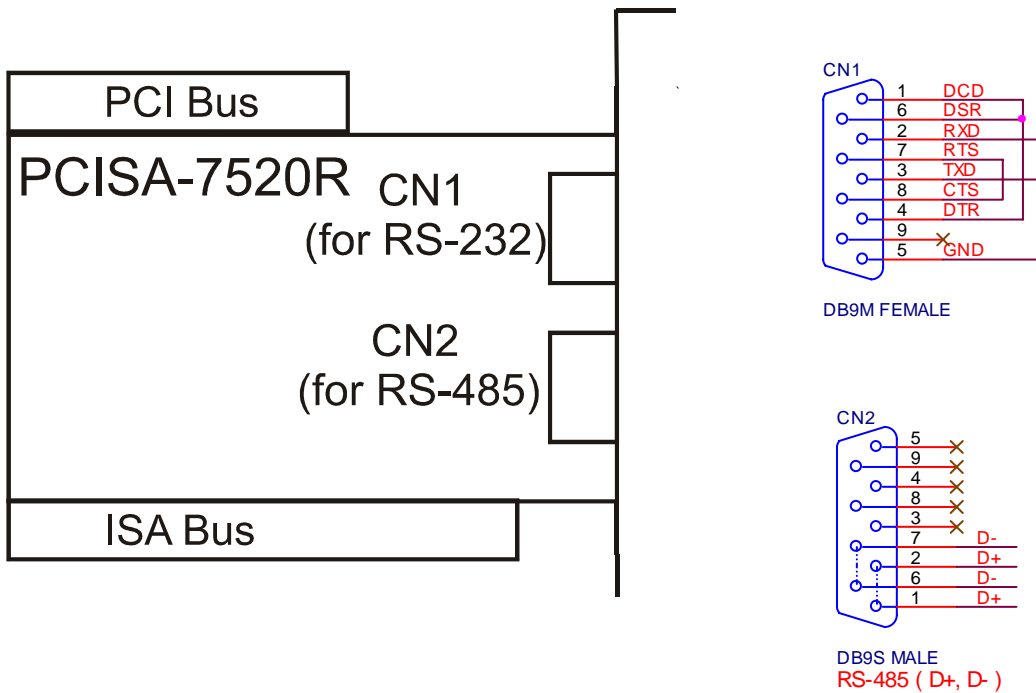 PCI Bus
PCISA-7520R
CN1
(for RS-232)
CN2
(for RS-485)
ISA Bus
CN1
1 DCD
6 DSR
2 RXD
7 RTS
3 TXD
8 CTS
4 DTR
9
5 GND
DB9M FEMALE
CN2
5
9
4
8
3
7 D-
2 D+
6 D-
1 D+
DB9S MALE
RS-485 ( D+, D- )